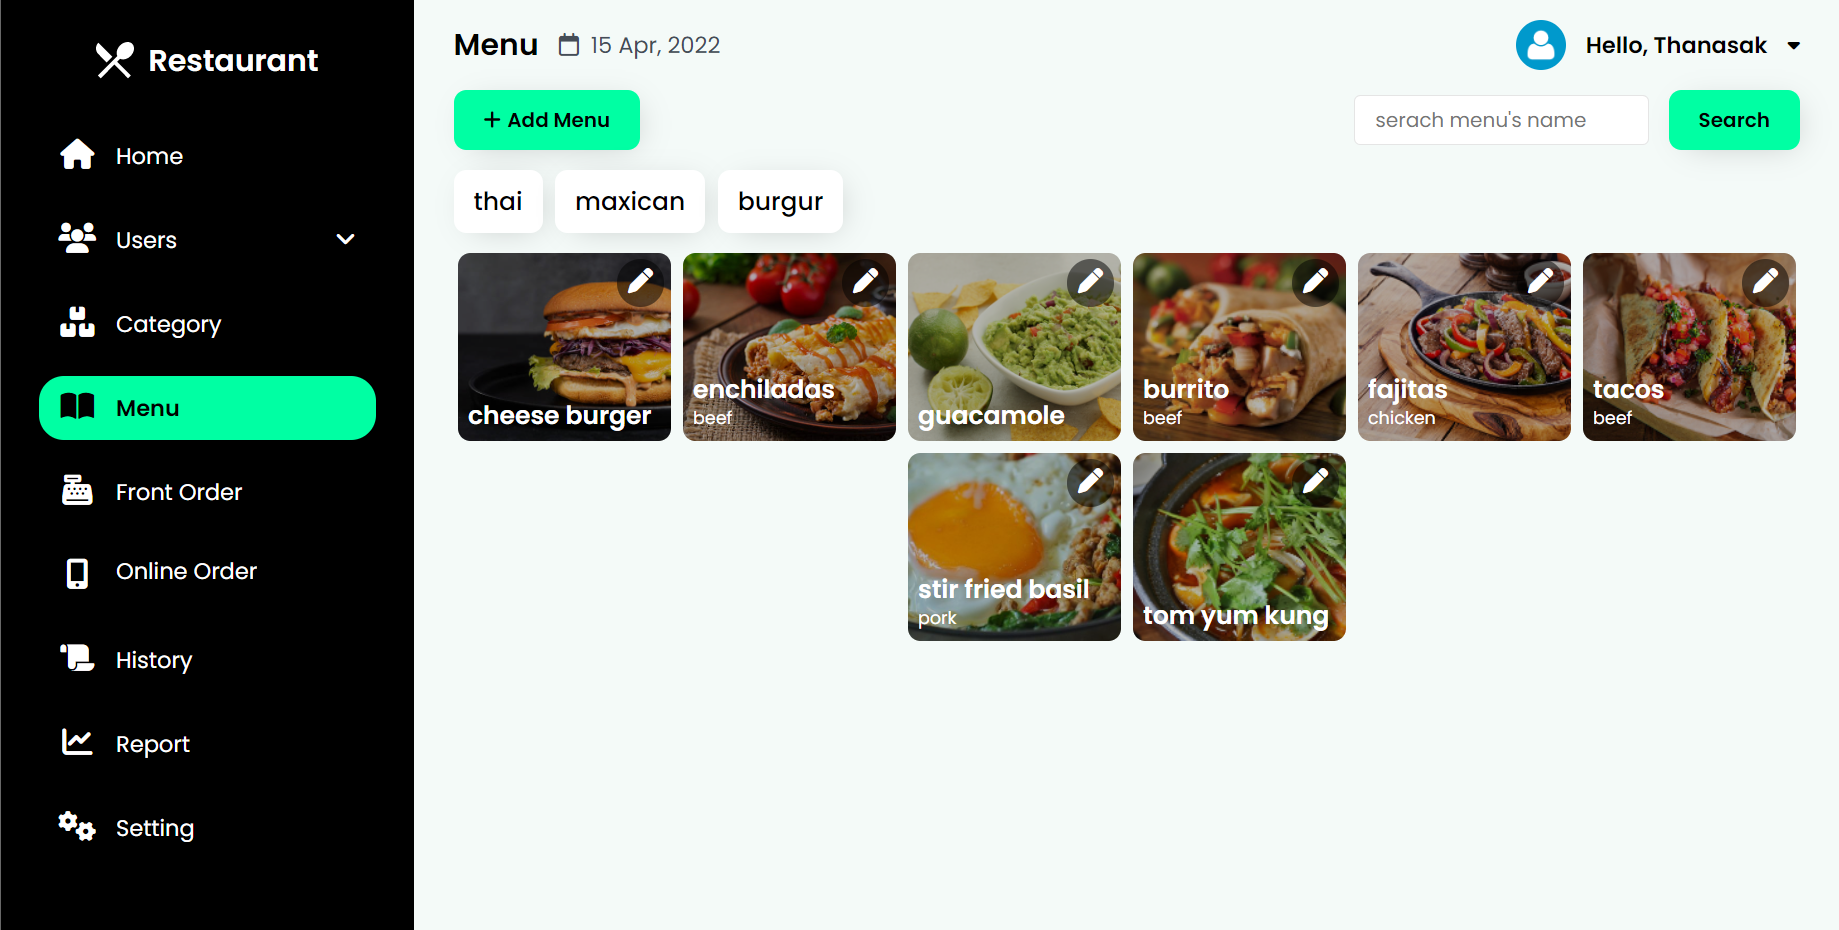 Restaurant
Home
Users
Category
Menu
Front Order
Online Order
History
Report
Setting
Menu 15 Apr, 2022
Hello, Thanasak
+ Add Menu
serach menu's name
Search
thai
maxican
burgur
cheese burger
enchiladas
beef
guacamole
burrito
beef
fajitas
chicken
tacos
beef
stir fried basil
pork
tom yum kung